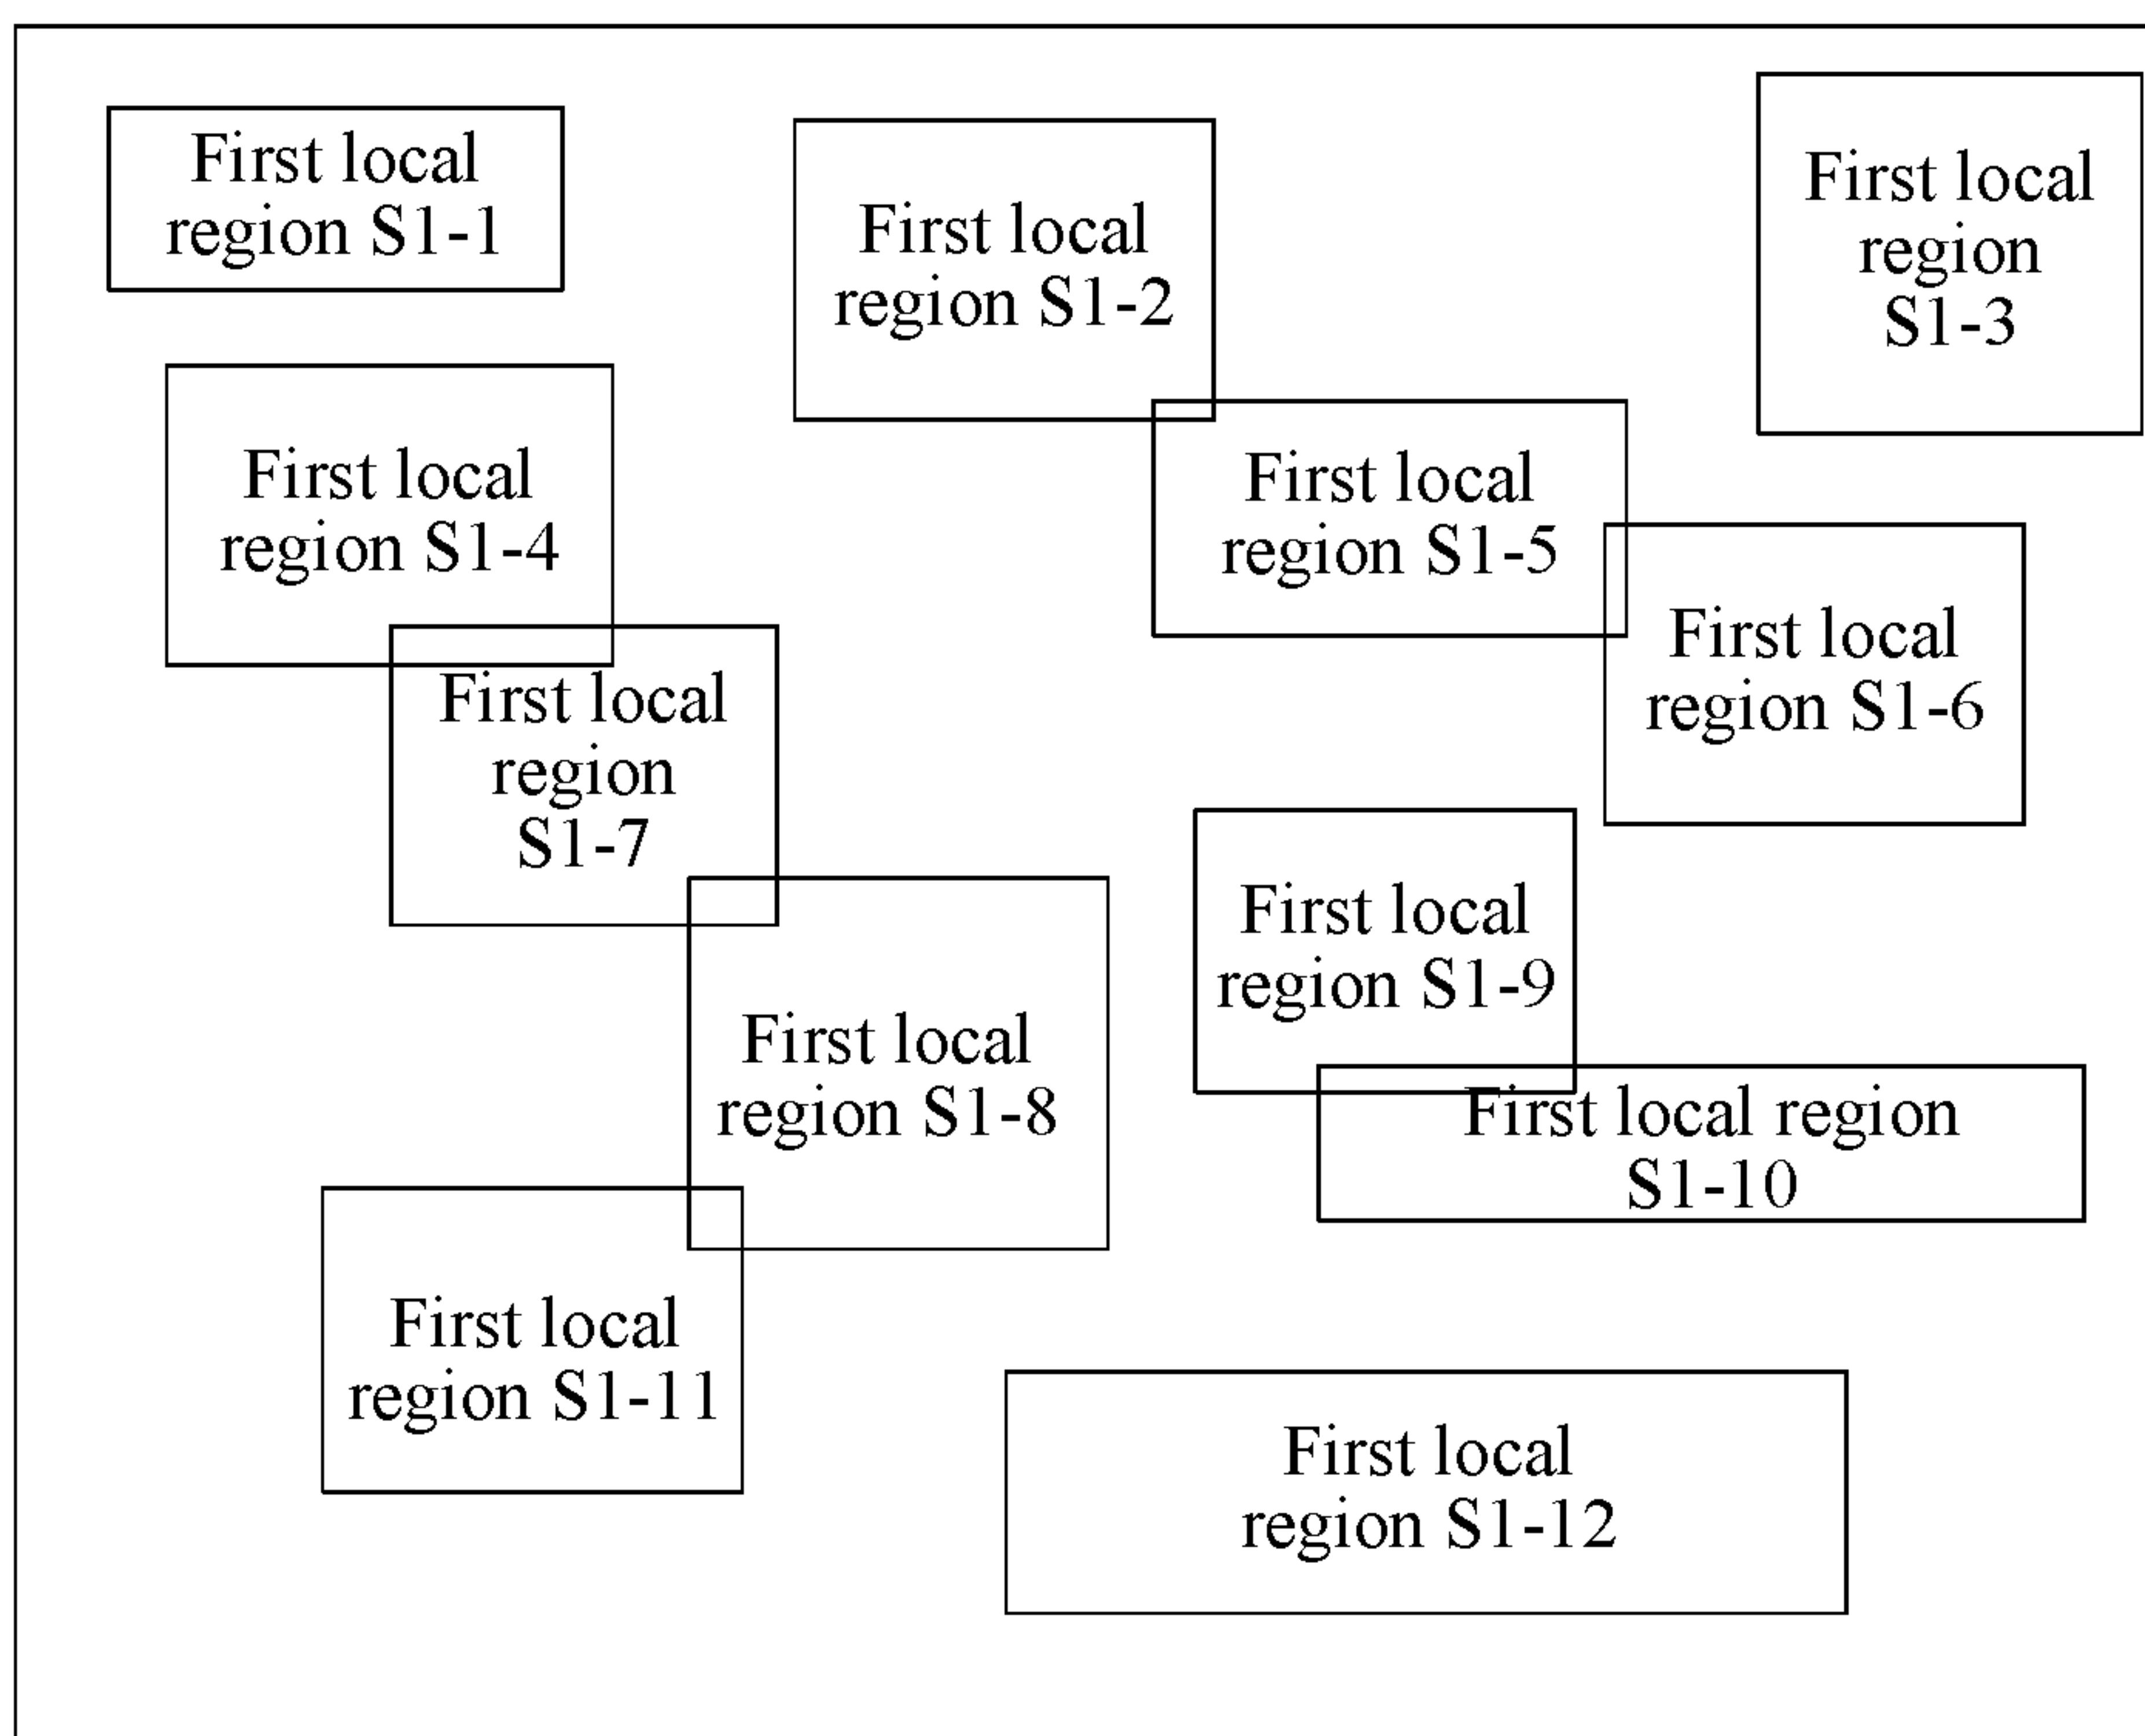 First local
region S1-1
First local
region S1-2
First local
region
S1-3
First local
region S1-4
First local
region S1-5
First local
region S1-6
First local
region
S1-7
First local
region S1-8
First local
region S1-9
First local region
S1-10
First local
region S1-11
First local
region S1-12